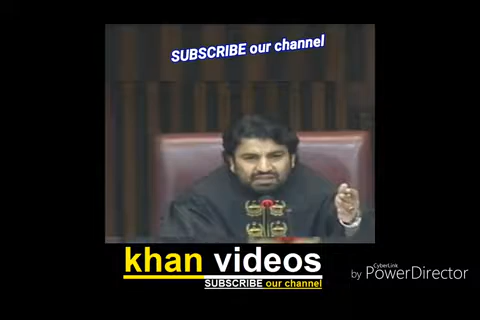 SUBSCRIBE our channel
khan videos
SUBSCRIBE our channel
CyberLink
by PowerDirector